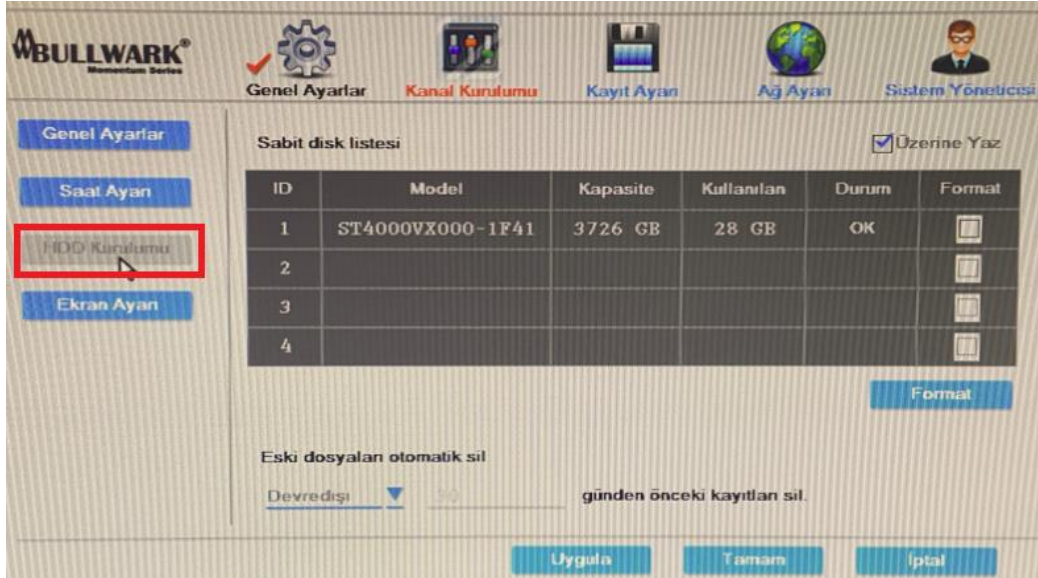 BULLWARK®
Momentum Series
Genel Ayarlar
Kanal Kurulumu
Kayıt Ayarı
Ağ Ayarı
Sistem Yöneticisi
Genel Ayarlar
Saat Ayarı
HDD Kurulumu
Ekran Ayarı
Sabit disk listesi
Üzerine Yaz
ID Model Kapasite Kullanılan Durum Format
1 ST4000VX000-1F41 3726 GB 28 GB OK
2
3
4
Format
Eski dosyaları otomatik sil
Devredışı 30 günden önceki kayıtları sil.
Uygula Tamam İptal